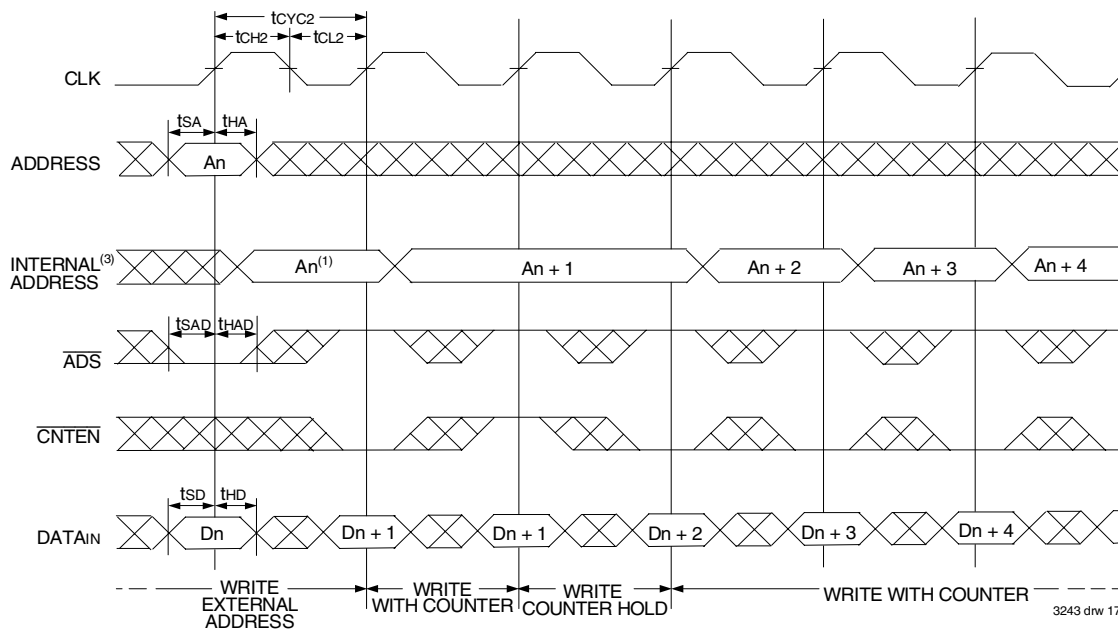 tCYC2
tCH2 tCL2
CLK
tSA tHA
ADDRESS An
INTERNAL(3) ADDRESS An(1) An + 1 An + 2 An + 3 An + 4
tSAD tHAD
ADS
CNTEN
tSD tHD
DATAIN Dn Dn + 1 Dn + 1 Dn + 2 Dn + 3 Dn + 4
WRITE EXTERNAL ADDRESS
WRITE WITH COUNTER
WRITE COUNTER HOLD
WRITE WITH COUNTER
3243 drw 17